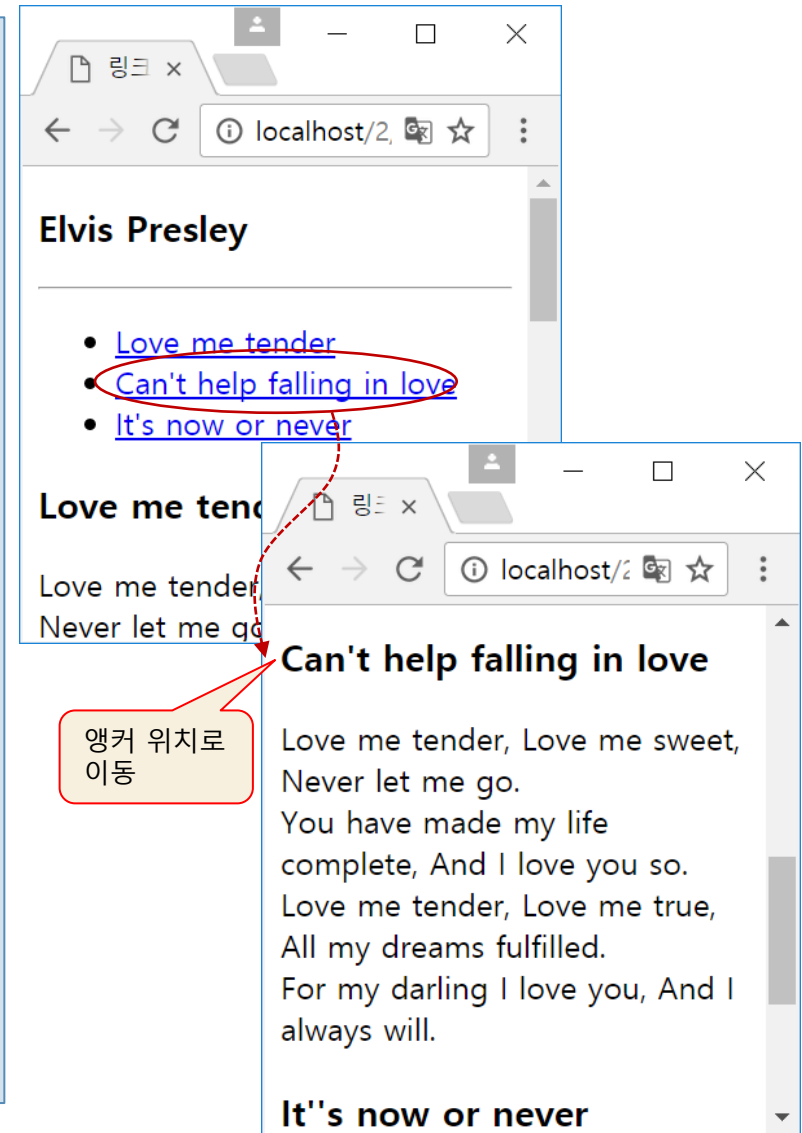 링크
localhost/2,
Elvis Presley
Love me tender
Can't help falling in love
It's now or never
Love me tend
Love me tender,
Never let me go
링크
localhost/2
Can't help falling in love
앵커 위치로
이동
Love me tender, Love me sweet,
Never let me go.
You have made my life
complete, And I love you so.
Love me tender, Love me true,
All my dreams fulfilled.
For my darling I love you, And I
always will.
It''s now or never